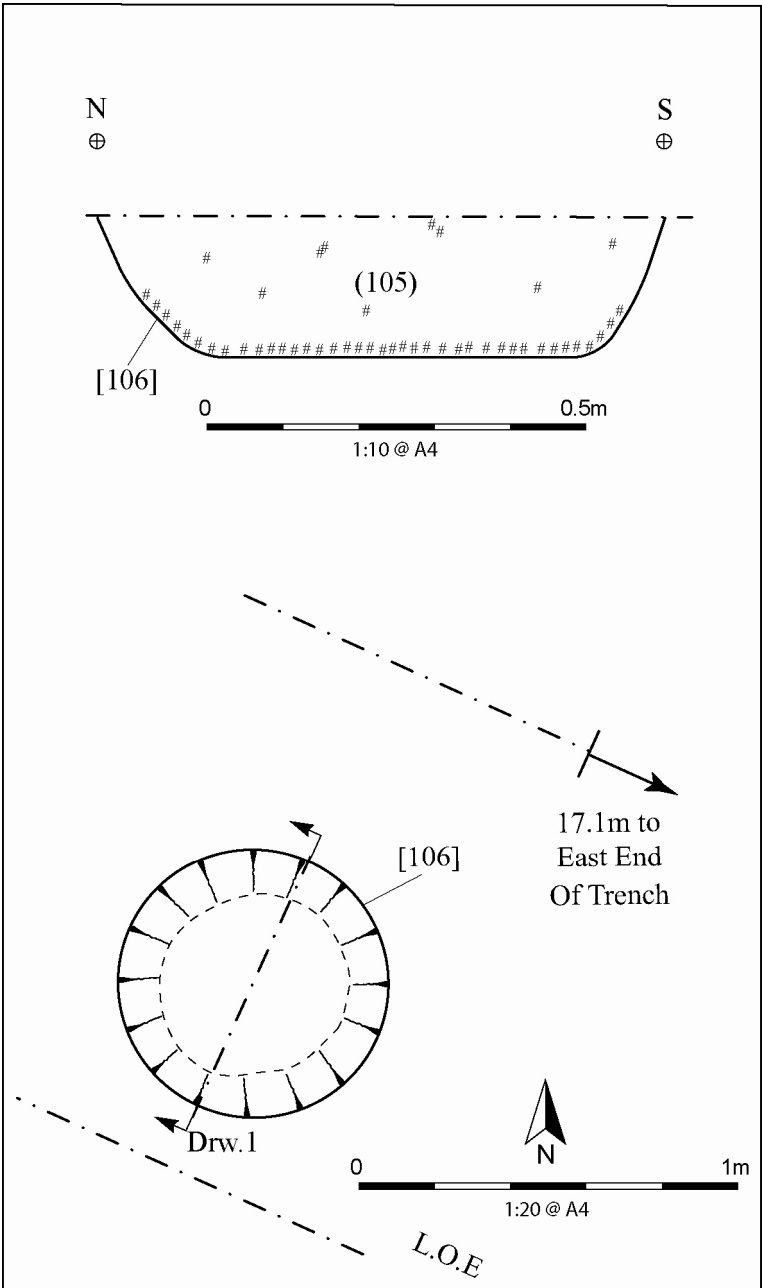 N S
(105)
[106]
0 0.5m
1:10 @ A4
17.1m to
East End
Of Trench
[106]
Drw.1
N
0 1m
1:20 @ A4
L.O.E